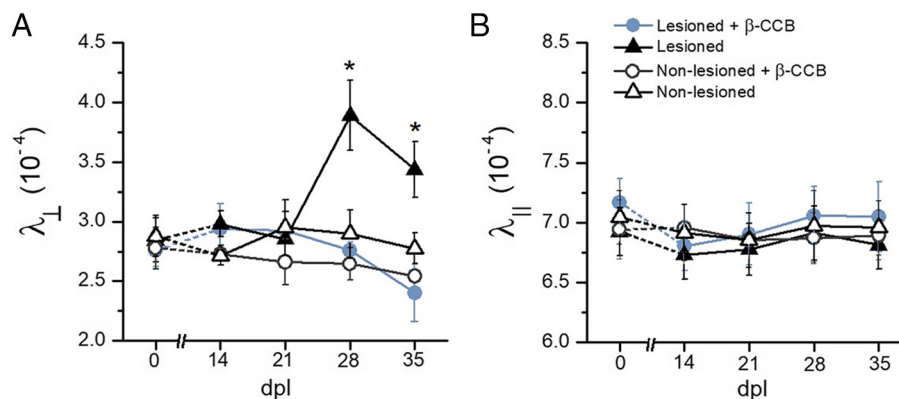 A
λ⊥ (10⁻⁴)
4.5
4.0
3.5
3.0
2.5
2.0
*
*
0
14
21
28
35
dpl
B
Lesioned + β-CCB
Lesioned
Non-lesioned + β-CCB
Non-lesioned
λ|| (10⁻⁴)
8.5
8.0
7.5
7.0
6.5
6.0
0
14
21
28
35
dpl